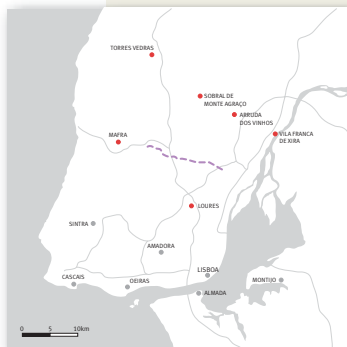 TORRES VEDRAS
SOBRAL DE
MONTE AGRAÇO
ARRUDA
DOS VINHOS
VILA FRANCA
DE XIRA
MAFRA
LOURES
SINTRA
AMADORA
LISBOA
CASCAIS
OEIRAS
MONTIJO
ALMADA
0 5 10km